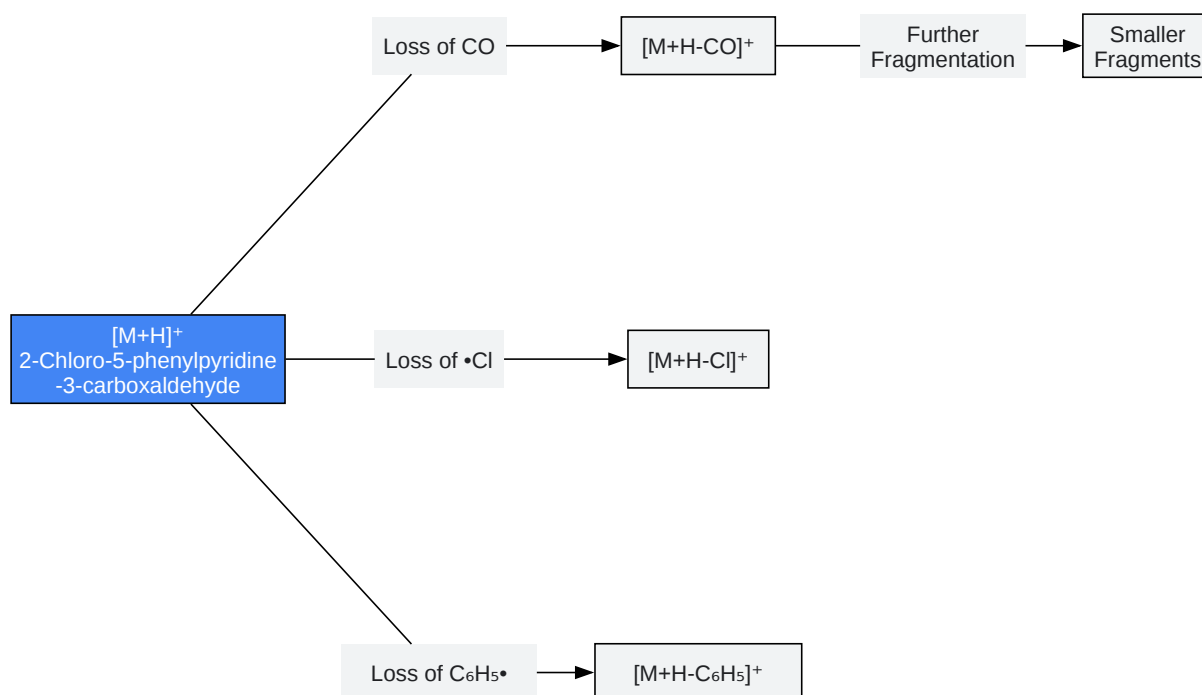 Loss of CO
[M+H-CO]⁺
Further
Fragmentation
Smaller
Fragments
[M+H]⁺
2-Chloro-5-phenylpyridine
-3-carboxaldehyde
Loss of •Cl
[M+H-Cl]⁺
Loss of C₆H₅•
[M+H-C₆H₅]⁺